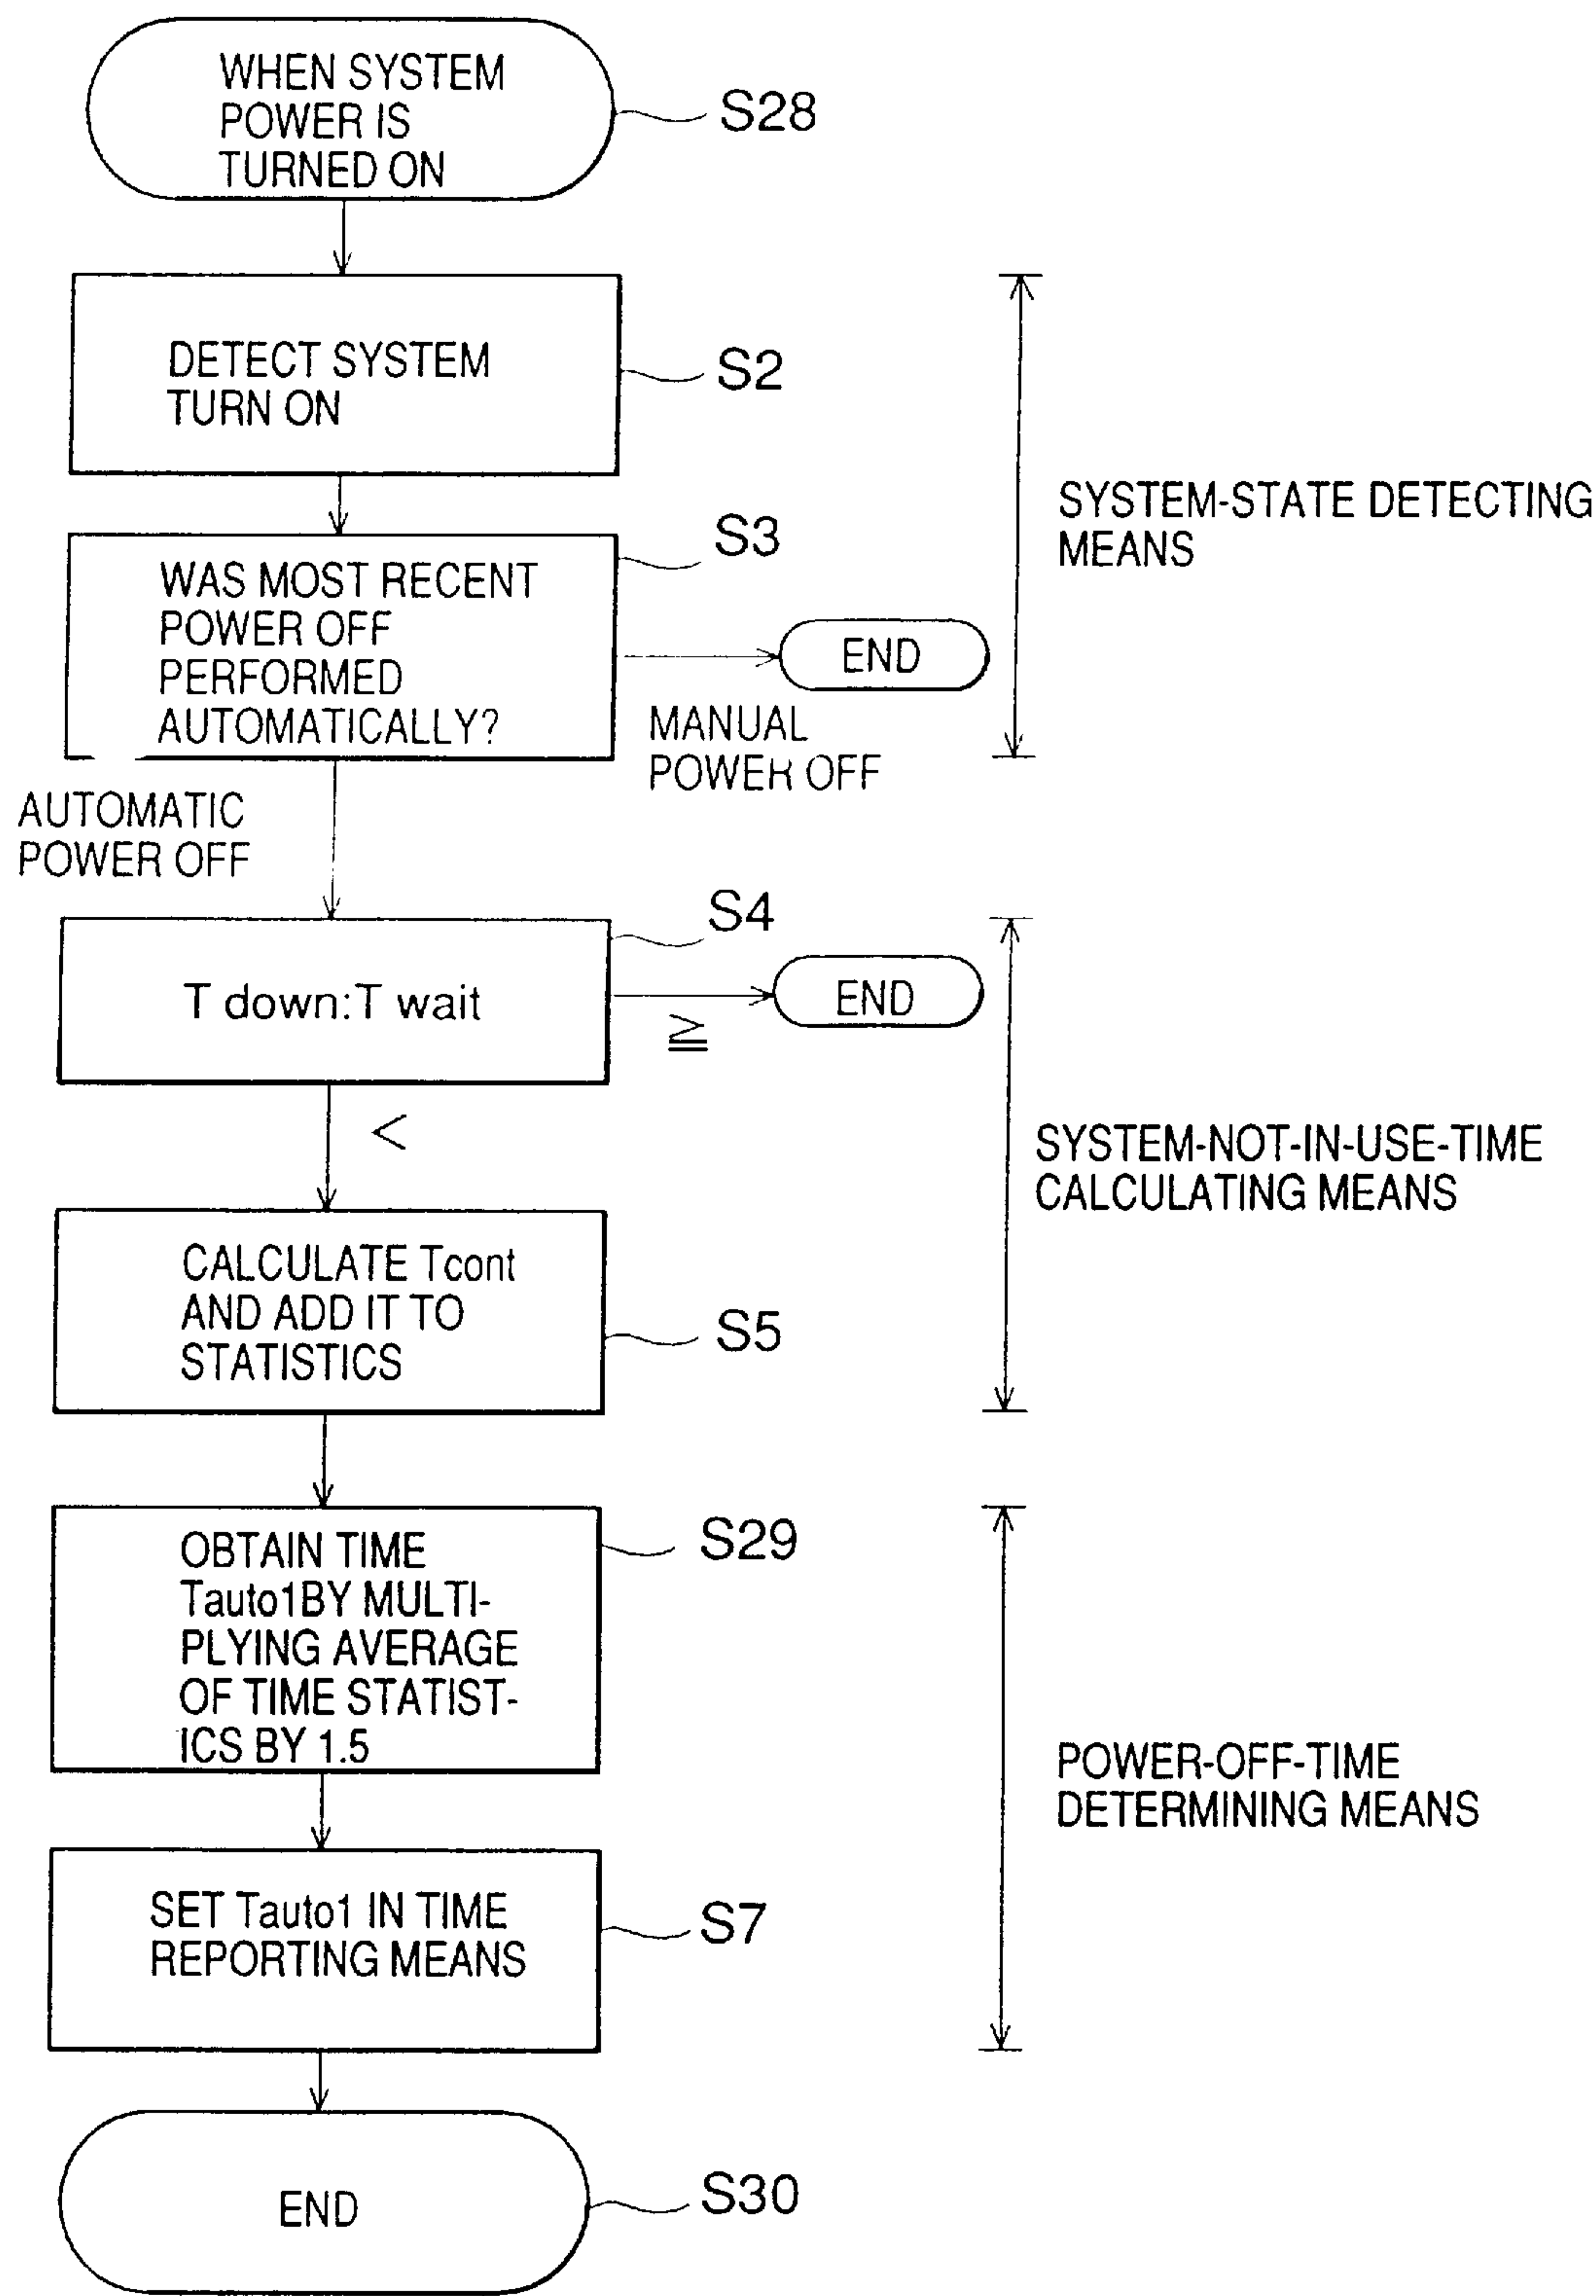 WHEN SYSTEM
POWER IS
TURNED ON
S28
DETECT SYSTEM
TURN ON
S2
SYSTEM-STATE DETECTING
MEANS
S3
WAS MOST RECENT
POWER OFF
PERFORMED
AUTOMATICALLY?
END
MANUAL
POWER OFF
AUTOMATIC
POWER OFF
S4
T down:T wait
END
≧
<
SYSTEM-NOT-IN-USE-TIME
CALCULATING MEANS
CALCULATE Tcont
AND ADD IT TO
STATISTICS
S5
OBTAIN TIME
Tauto1BY MULTI-
PLYING AVERAGE
OF TIME STATIST-
ICS BY 1.5
S29
POWER-OFF-TIME
DETERMINING MEANS
SET Tauto1 IN TIME
REPORTING MEANS
S7
END
S30